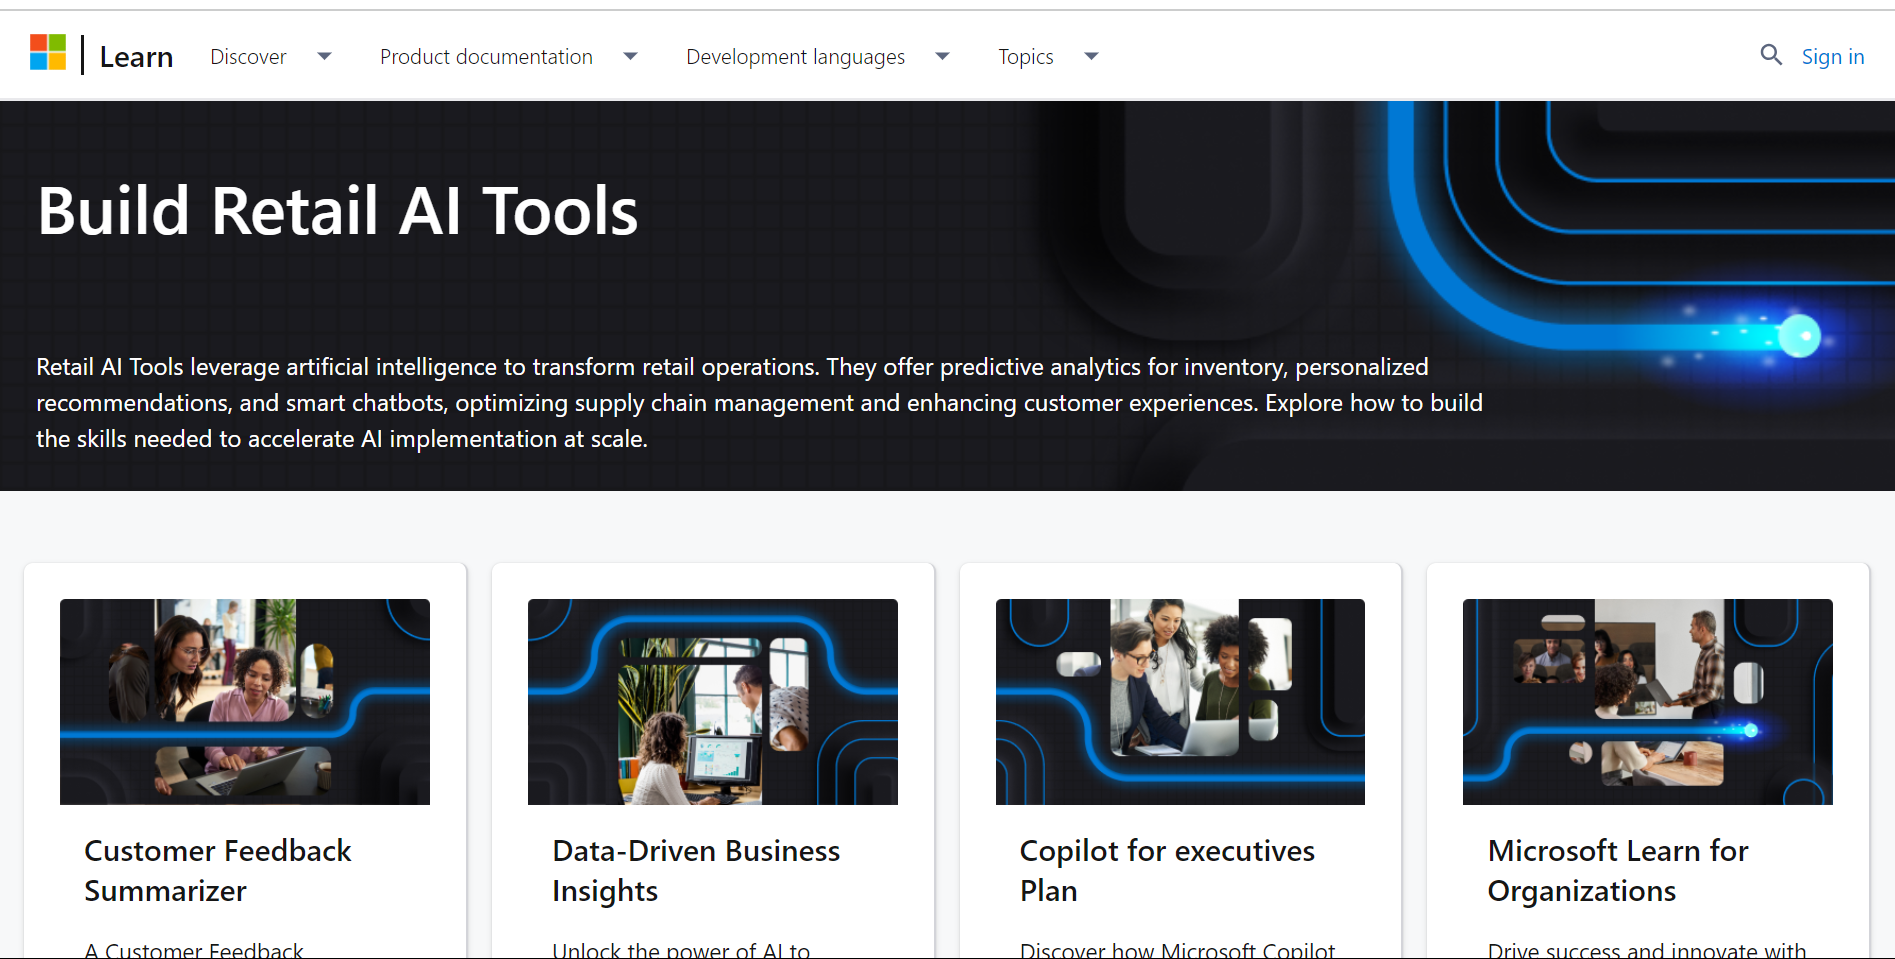 Learn Discover Product documentation Development languages Topics Sign in
Build Retail AI Tools
Retail AI Tools leverage artificial intelligence to transform retail operations. They offer predictive analytics for inventory, personalized
recommendations, and smart chatbots, optimizing supply chain management and enhancing customer experiences. Explore how to build
the skills needed to accelerate AI implementation at scale.
Customer Feedback
Summarizer
A Customer Feedback
Data-Driven Business
Insights
Unlock the power of AI to
Copilot for executives
Plan
Discover how Microsoft Copilot
Microsoft Learn for
Organizations
Drive success and innovate with